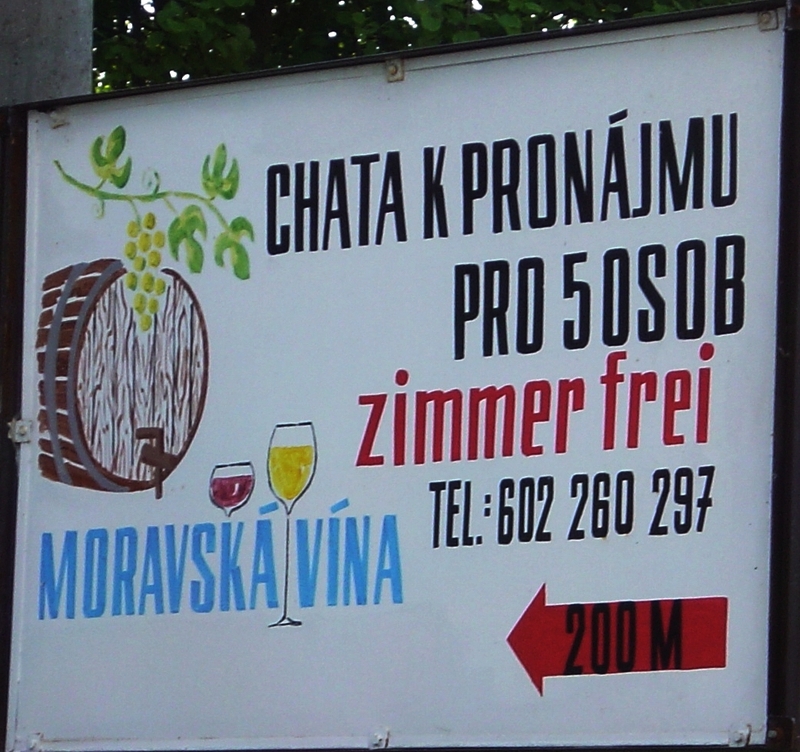 CHATA K PRONÁJMU
PRO 5 OSOB
zimmer frei
TEL.: 602 260 297
MORAVSKÁ VÍNA
200 M